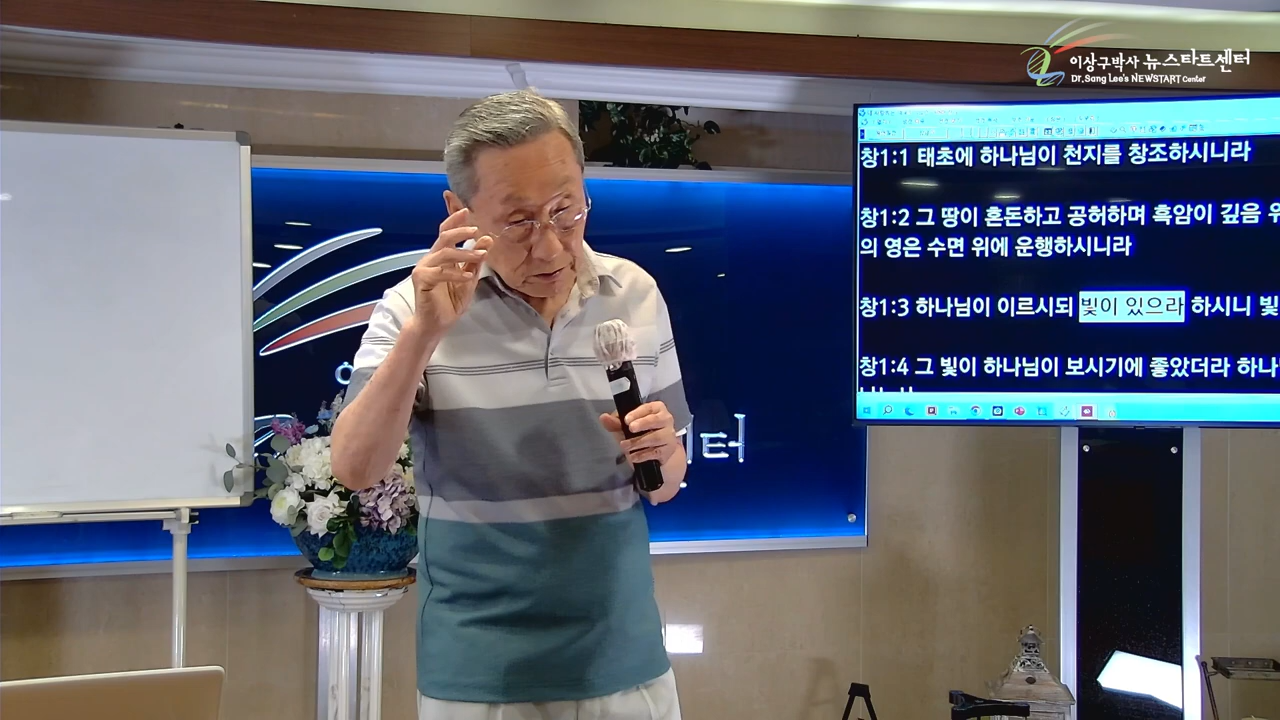 이상구박사 뉴스타트센터
Dr. Sang Lee's NEWSTART Center
창1:1 태초에 하나님이 천지를 창조하시니라
창1:2 그 땅이 혼돈하고 공허하며 흑암이 깊음
의 영은 수면 위에 운행하시니라
창1:3 하나님이 이르시되 빛이 있으라 하시니 빛
창1:4 그 빛이 하나님이 보시기에 좋았더라 하나
터